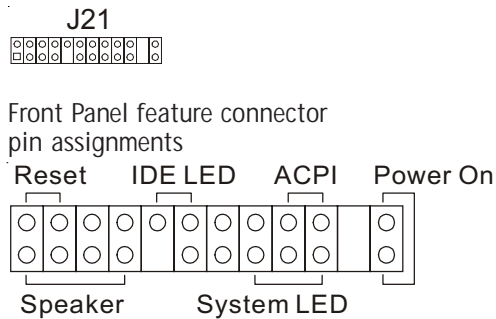 J21
Front Panel feature connector
pin assignments
Reset IDE LED ACPI Power On
Speaker System LED